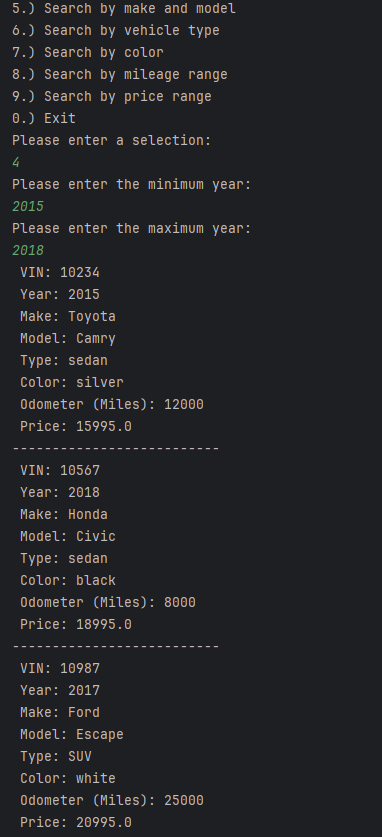 5.) Search by make and model
6.) Search by vehicle type
7.) Search by color
8.) Search by mileage range
9.) Search by price range
0.) Exit
Please enter a selection:
4
Please enter the minimum year:
2015
Please enter the maximum year:
2018
VIN: 10234
Year: 2015
Make: Toyota
Model: Camry
Type: sedan
Color: silver
Odometer (Miles): 12000
Price: 15995.0
--------------------------
VIN: 10567
Year: 2018
Make: Honda
Model: Civic
Type: sedan
Color: black
Odometer (Miles): 8000
Price: 18995.0
--------------------------
VIN: 10987
Year: 2017
Make: Ford
Model: Escape
Type: SUV
Color: white
Odometer (Miles): 25000
Price: 20995.0